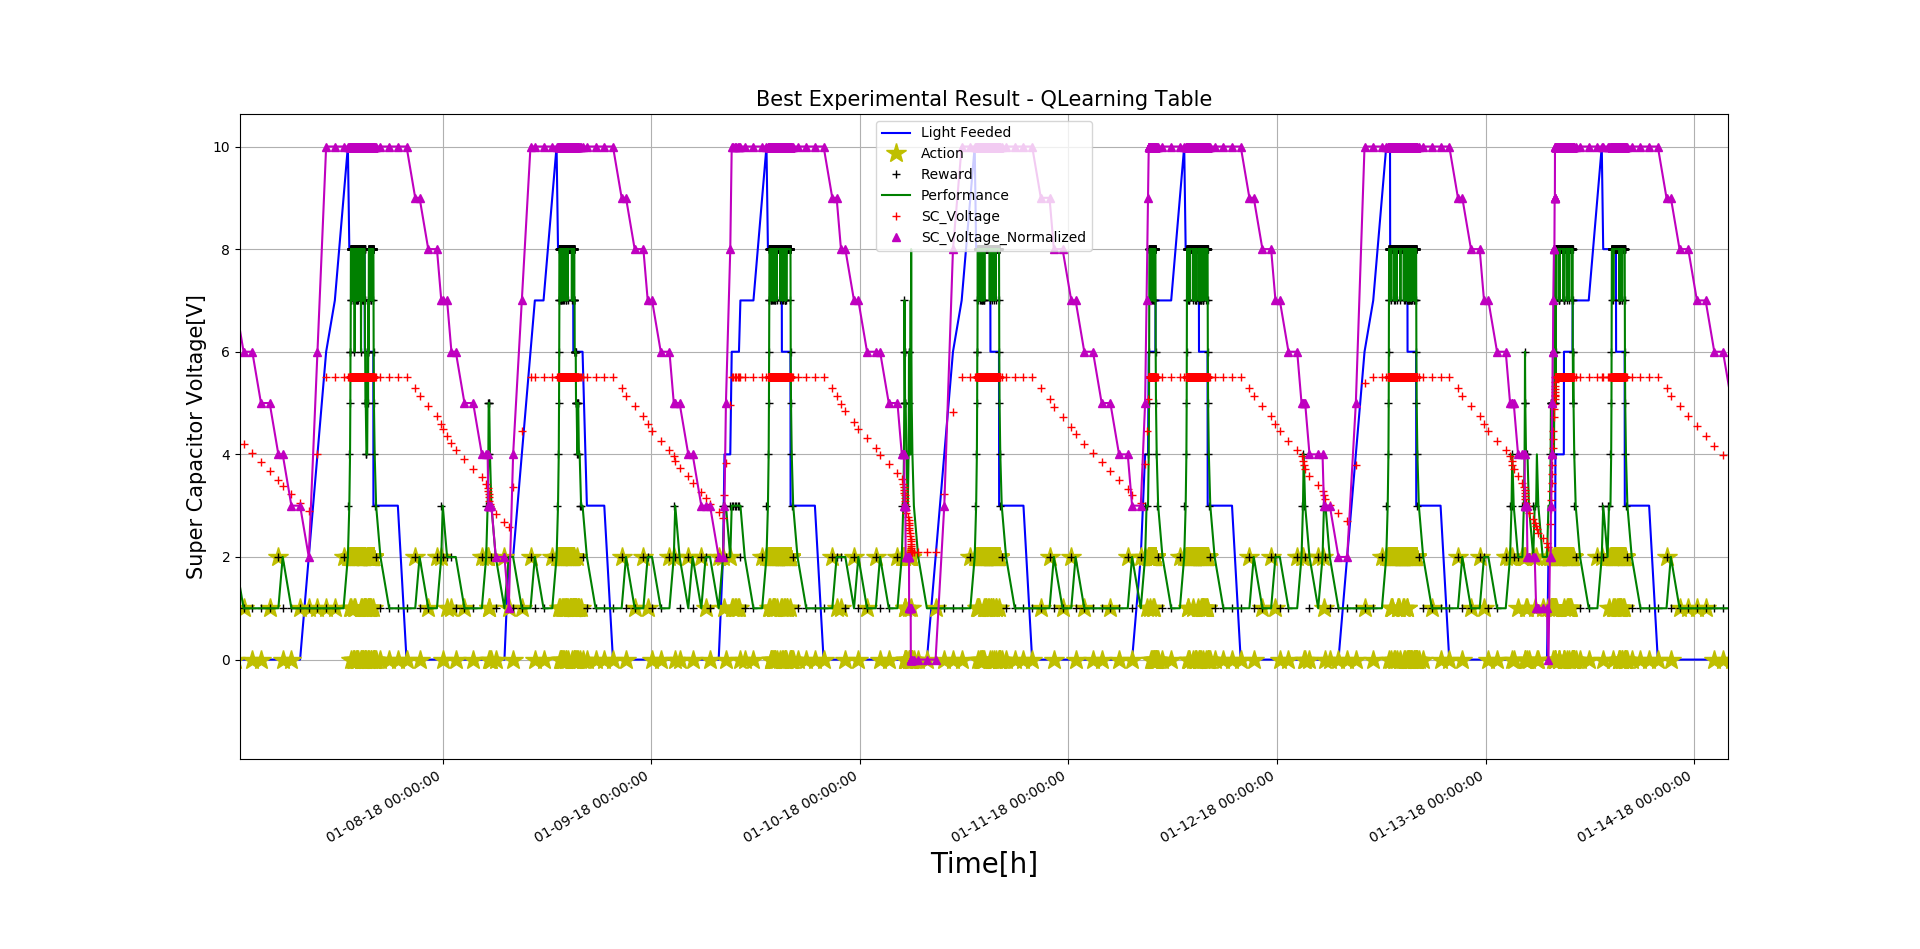 Best Experimental Result - QLearning Table
Light Feeded
Action
Reward
Performance
SC_Voltage
SC_Voltage_Normalized
Super Capacitor Voltage[V]
10
8
6
4
2
0
01-08-18 00:00:00
01-09-18 00:00:00
01-10-18 00:00:00
01-11-18 00:00:00
01-12-18 00:00:00
01-13-18 00:00:00
01-14-18 00:00:00
Time[h]